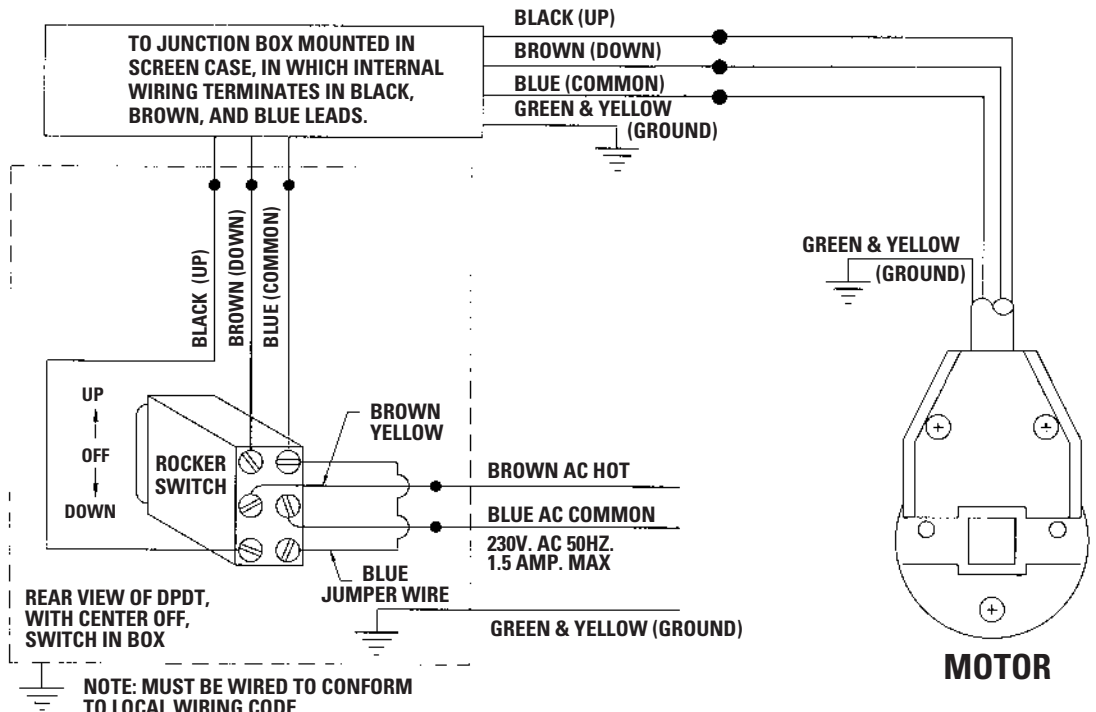 BLACK (UP)
BROWN (DOWN)
BLUE (COMMON)
GREEN & YELLOW
(GROUND)
TO JUNCTION BOX MOUNTED IN
SCREEN CASE, IN WHICH INTERNAL
WIRING TERMINATES IN BLACK,
BROWN, AND BLUE LEADS.
BLACK (UP)
BROWN (DOWN)
BLUE (COMMON)
GREEN & YELLOW
(GROUND)
UP
OFF
DOWN
ROCKER
SWITCH
BROWN
YELLOW
BROWN AC HOT
BLUE AC COMMON
230V. AC 50HZ.
1.5 AMP. MAX
BLUE
JUMPER WIRE
GREEN & YELLOW (GROUND)
REAR VIEW OF DPDT,
WITH CENTER OFF,
SWITCH IN BOX
MOTOR
NOTE: MUST BE WIRED TO CONFORM
TO LOCAL WIRING CODE